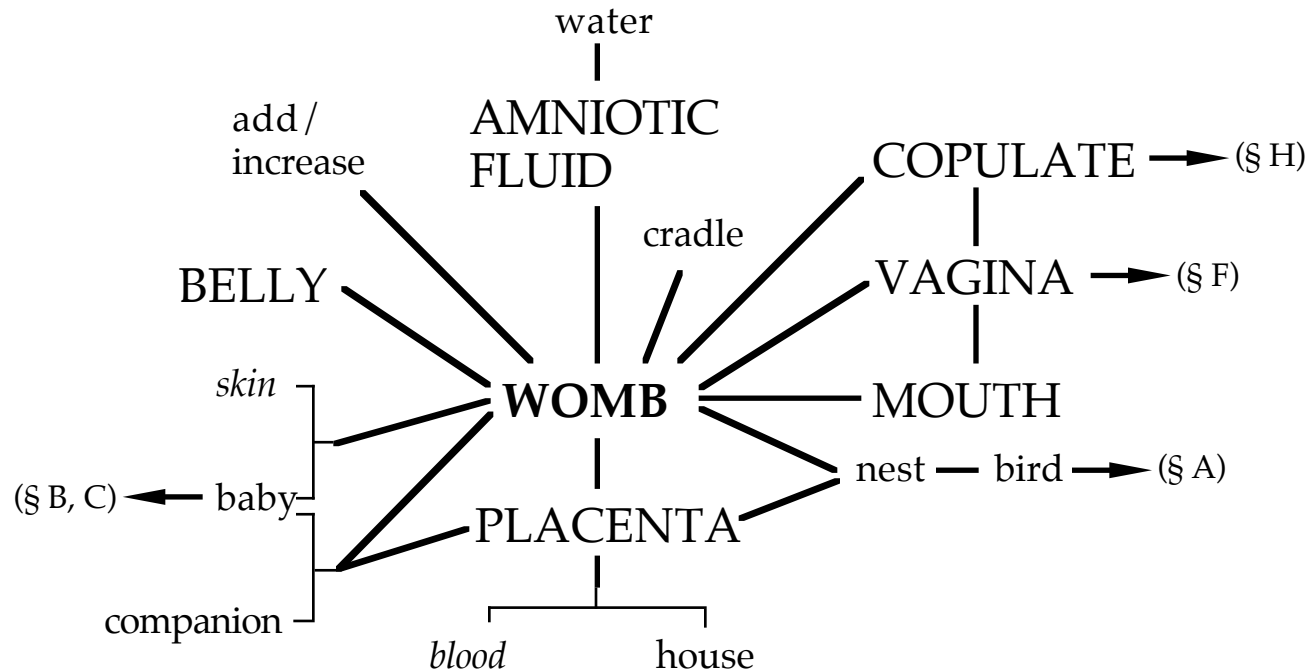 water
add/
increase
AMNIOTIC
FLUID
COPULATE (§ H)
cradle
BELLY
VAGINA (§ F)
skin
WOMB
MOUTH
nest bird (§ A)
(§ B, C) baby
PLACENTA
companion
blood
house